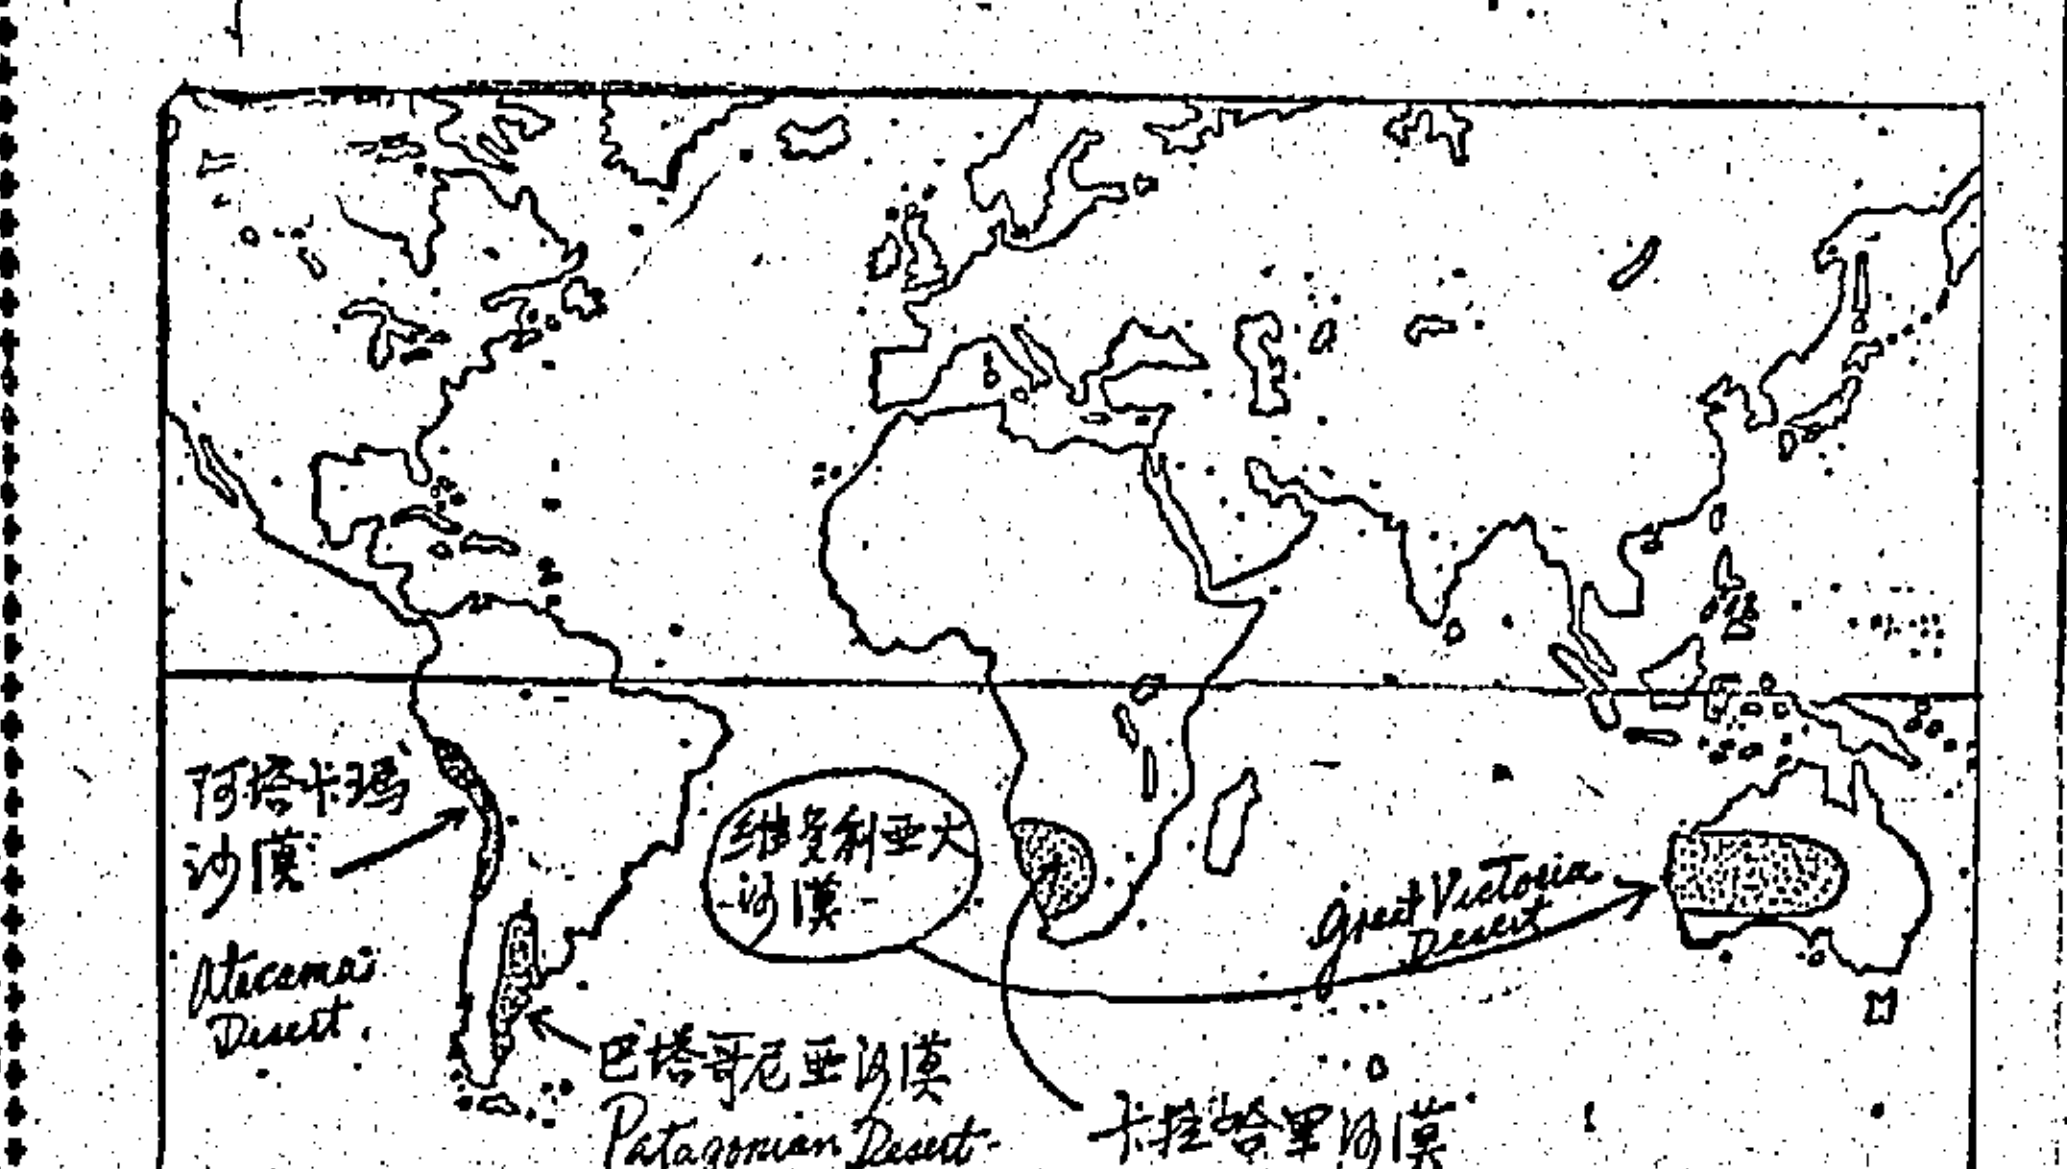 阿塔卡玛
沙漠
Atacama
Desert.
维多利亚大
沙漠
Great Victoria
Desert
巴塔哥尼亚沙漠
Patagonian Desert
卡拉哈里沙漠